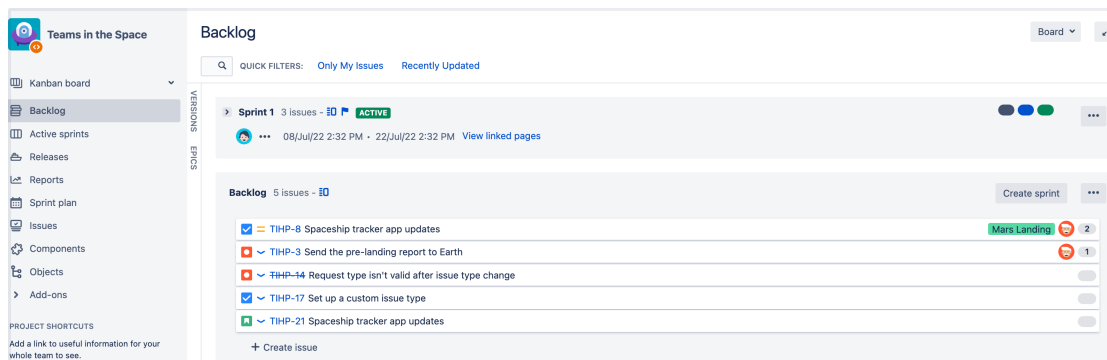 Teams in the Space
Kanban board
Backlog
Active sprints
Releases
Reports
Sprint plan
Issues
Components
Objects
Add-ons
PROJECT SHORTCUTS
Add a link to useful information for your
whole team to see.
Backlog
Board
QUICK FILTERS: Only My Issues Recently Updated
VERSIONS
EPICS
Sprint 1 3 issues - ACTIVE
08/Jul/22 2:32 PM • 22/Jul/22 2:32 PM View linked pages
Backlog 5 issues -
Create sprint
TIHP-8 Spaceship tracker app updates Mars Landing 2
TIHP-3 Send the pre-landing report to Earth 1
TIHP-14 Request type isn't valid after issue type change
TIHP-17 Set up a custom issue type
TIHP-21 Spaceship tracker app updates
+ Create issue